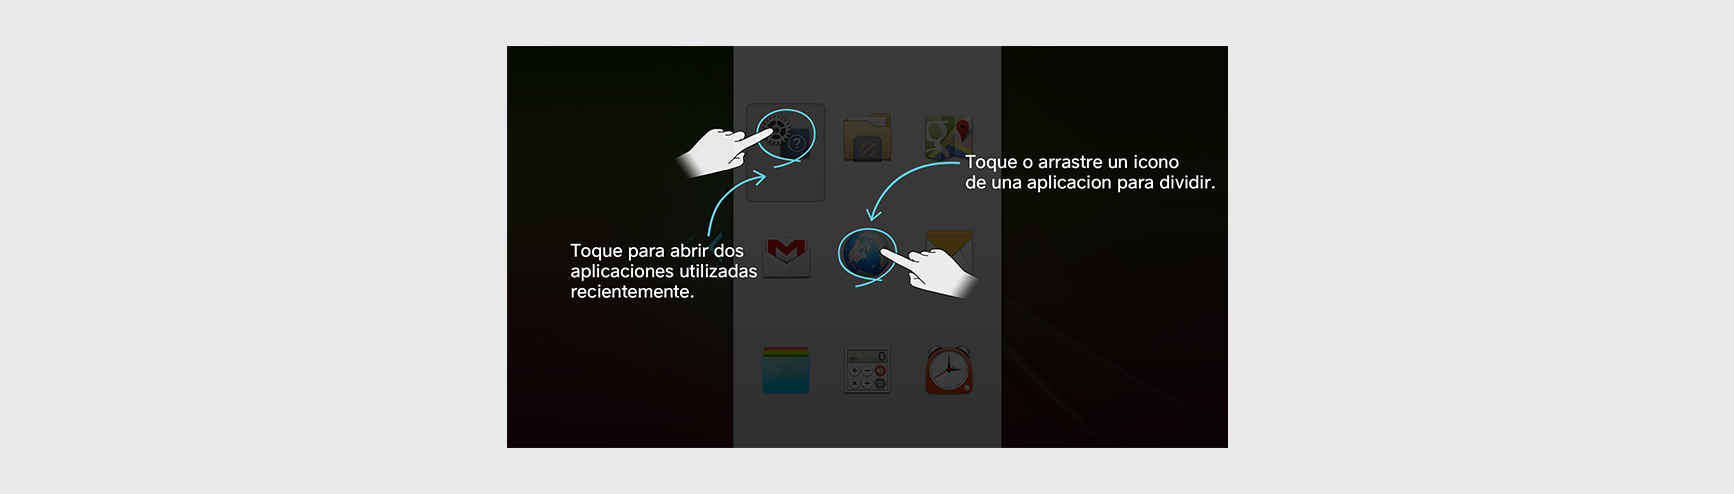 Toque o arrastre un icono
de una aplicacion para dividir.
Toque para abrir dos
aplicaciones utilizadas
recientemente.